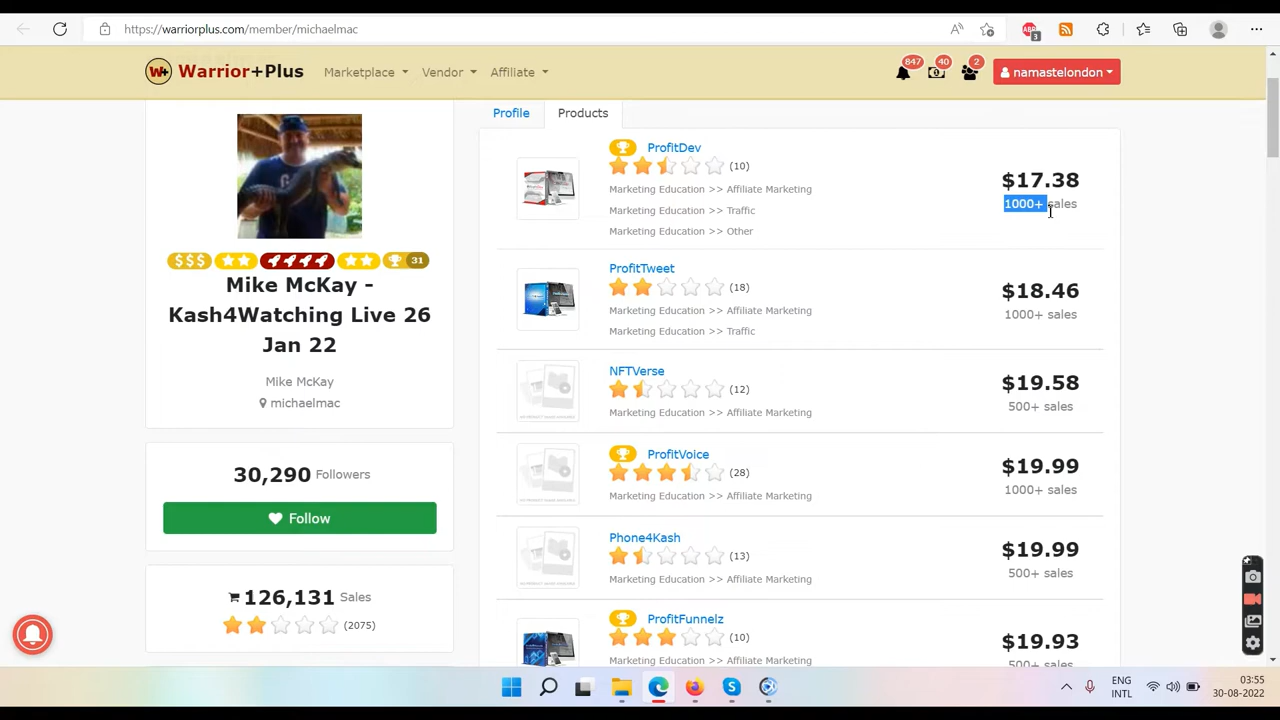 https://warriorplus.com/member/michaelmac
A))
ABP
3
W+ Warrior+Plus
Marketplace
Vendor
Affiliate
847
40
2
namastelondon
Profile
Products
ProfitDev
(10)
Marketing Education >> Affiliate Marketing
Marketing Education >> Traffic
Marketing Education >> Other
$17.38
1000+ sales
$$$
31
Mike McKay -
Kash4Watching Live 26
Jan 22
Mike McKay
michaelmac
30,290 Followers
Follow
126,131 Sales
(2075)
ProfitTweet
(18)
Marketing Education >> Affiliate Marketing
Marketing Education >> Traffic
$18.46
1000+ sales
NFTVerse
(12)
Marketing Education >> Affiliate Marketing
$19.58
500+ sales
ProfitVoice
(28)
Marketing Education >> Affiliate Marketing
$19.99
1000+ sales
Phone4Kash
(13)
Marketing Education >> Affiliate Marketing
$19.99
500+ sales
ProfitFunnelz
(10)
Marketing Education >> Affiliate Marketing
$19.93
500+ sales
ENG
INTL
03:55
30-08-2022